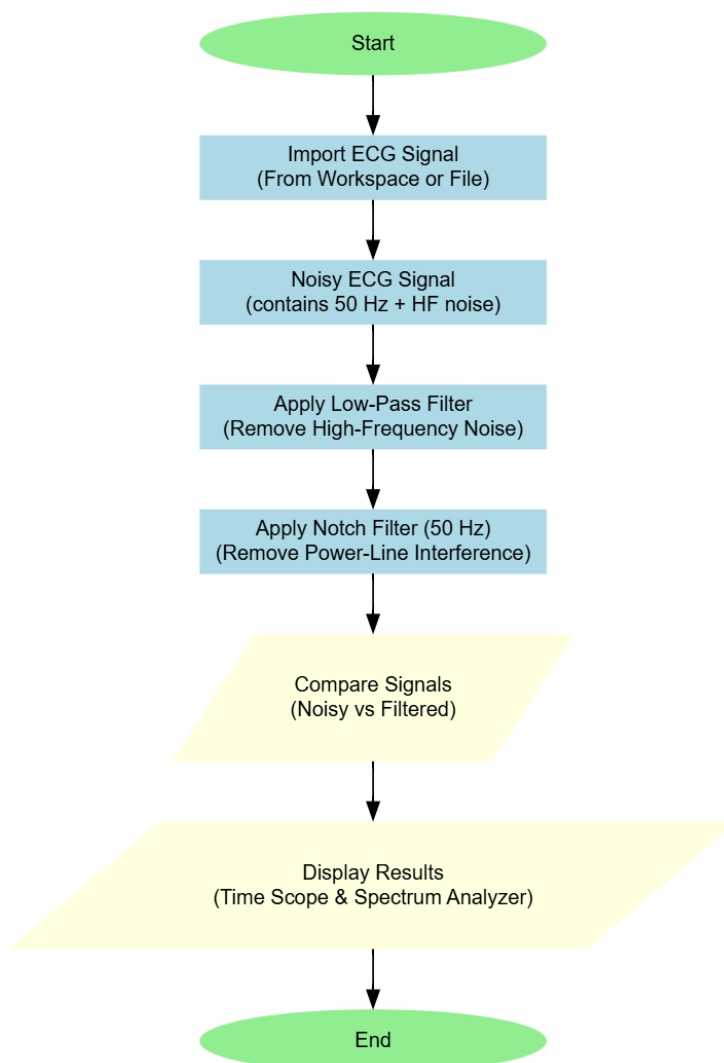 Start
Import ECG Signal
(From Workspace or File)
Noisy ECG Signal
(contains 50 Hz + HF noise)
Apply Low-Pass Filter
(Remove High-Frequency Noise)
Apply Notch Filter (50 Hz)
(Remove Power-Line Interference)
Compare Signals
(Noisy vs Filtered)
Display Results
(Time Scope & Spectrum Analyzer)
End